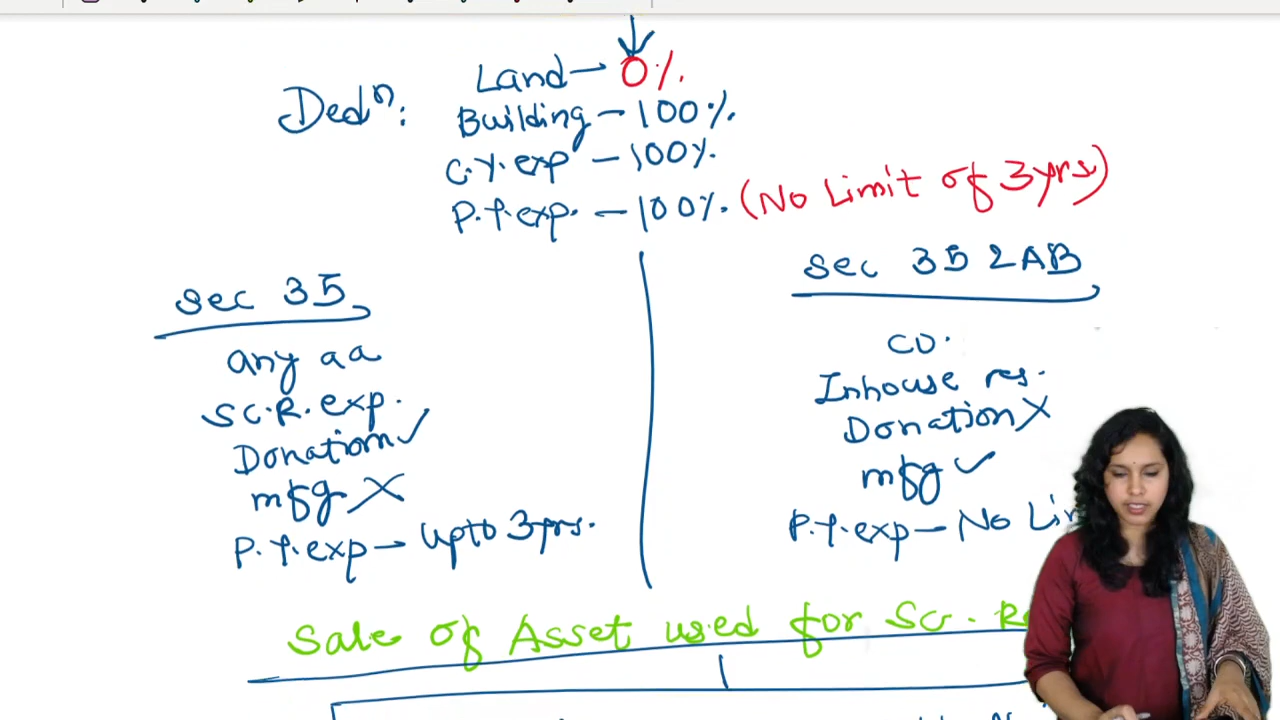 Land → 0%
Dedⁿ:
Building - 100%.
C.Y.exp - 100%.
P.Y.exp. - 100%. (No Limit of 3yrs)
sec 35
any aa
Sc.R.exp.
Donation ✓
mfg X
P.Y.exp → upto 3yrs.
sec 35 2AB
CO.
Inhouse res.
Donation X
mfg ✓
P.Y.exp - No
Sale of Asset used for Sc.